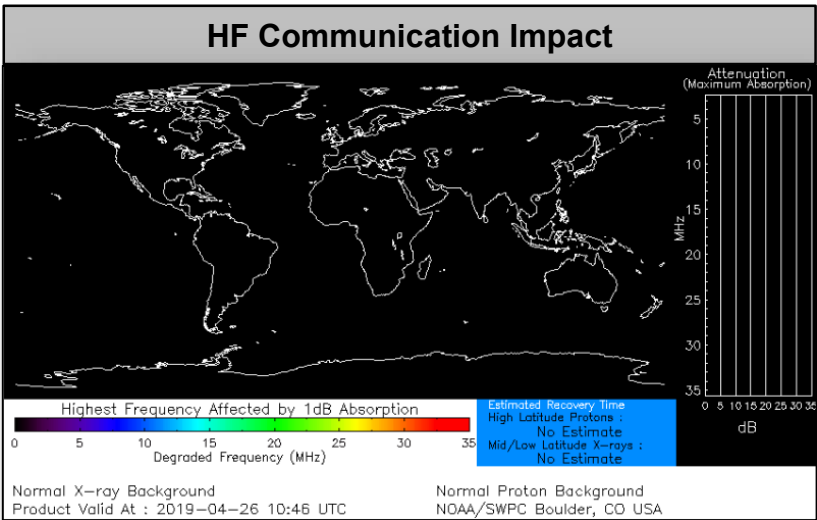 HF Communication Impact
Attenuation
(Maximum Absorption)
5
10
15
20
25
30
35
MHz
0 5 10 15 20 25 30 35
dB
Highest Frequency Affected by 1dB Absorption
0 5 10 15 20 25 30 35
Degraded Frequency (MHz)
Estimated Recovery Time
High Latitude Protons :
No Estimate
Mid/Low Latitude X-rays :
No Estimate
Normal X-ray Background
Product Valid At : 2019-04-26 10:46 UTC
Normal Proton Background
NOAA/SWPC Boulder, CO USA